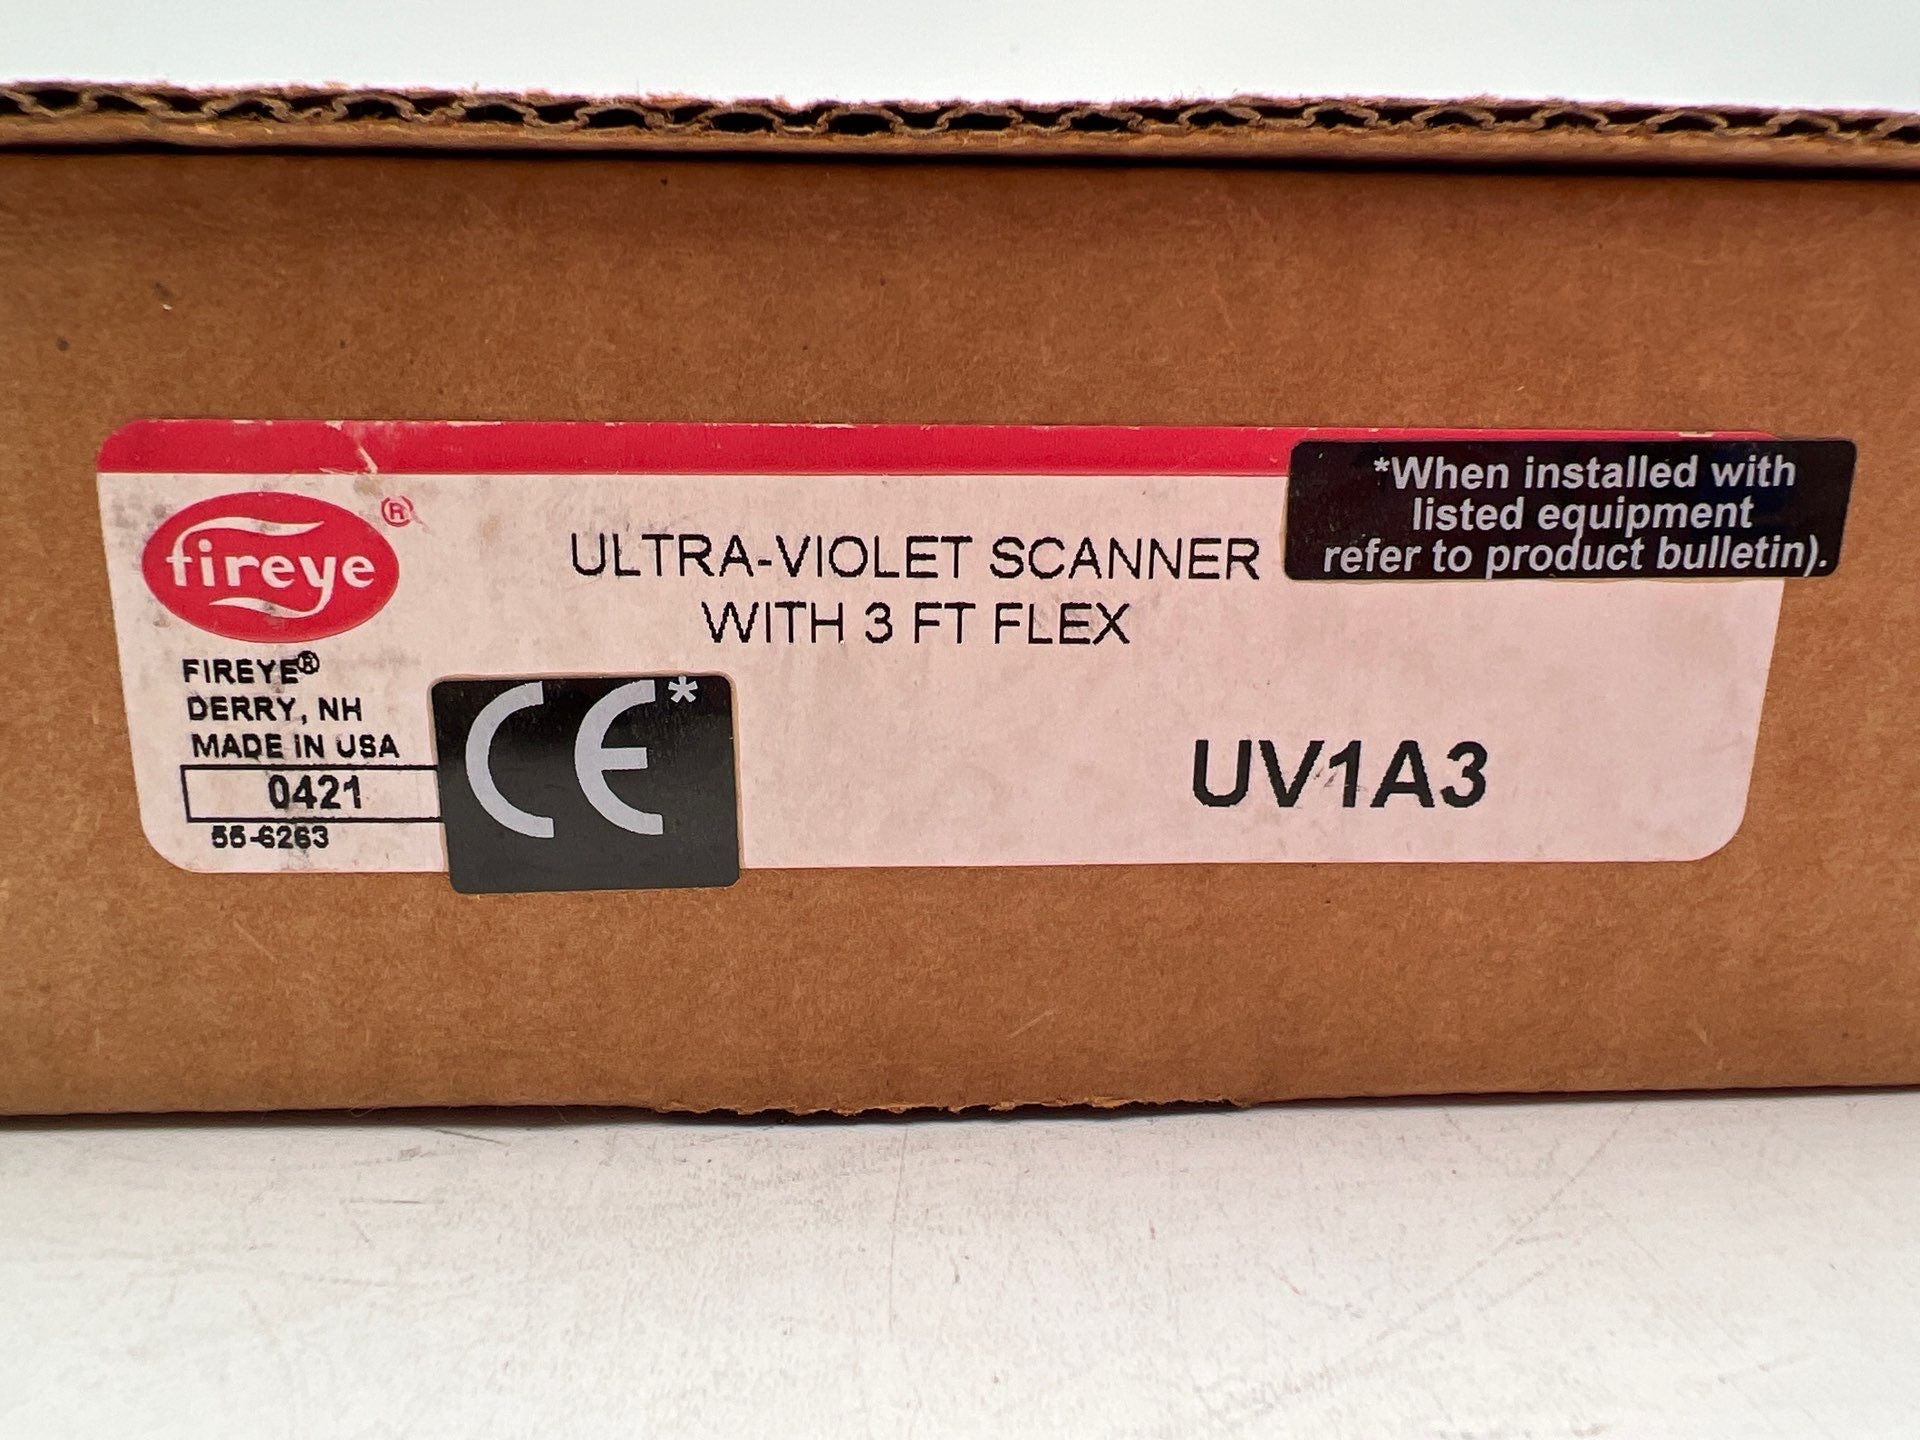 fireye®
ULTRA-VIOLET SCANNER
WITH 3 FT FLEX
*When installed with
listed equipment
refer to product bulletin).
FIREYE®
DERRY, NH
MADE IN USA
0421
55-6263
CE*
UV1A3